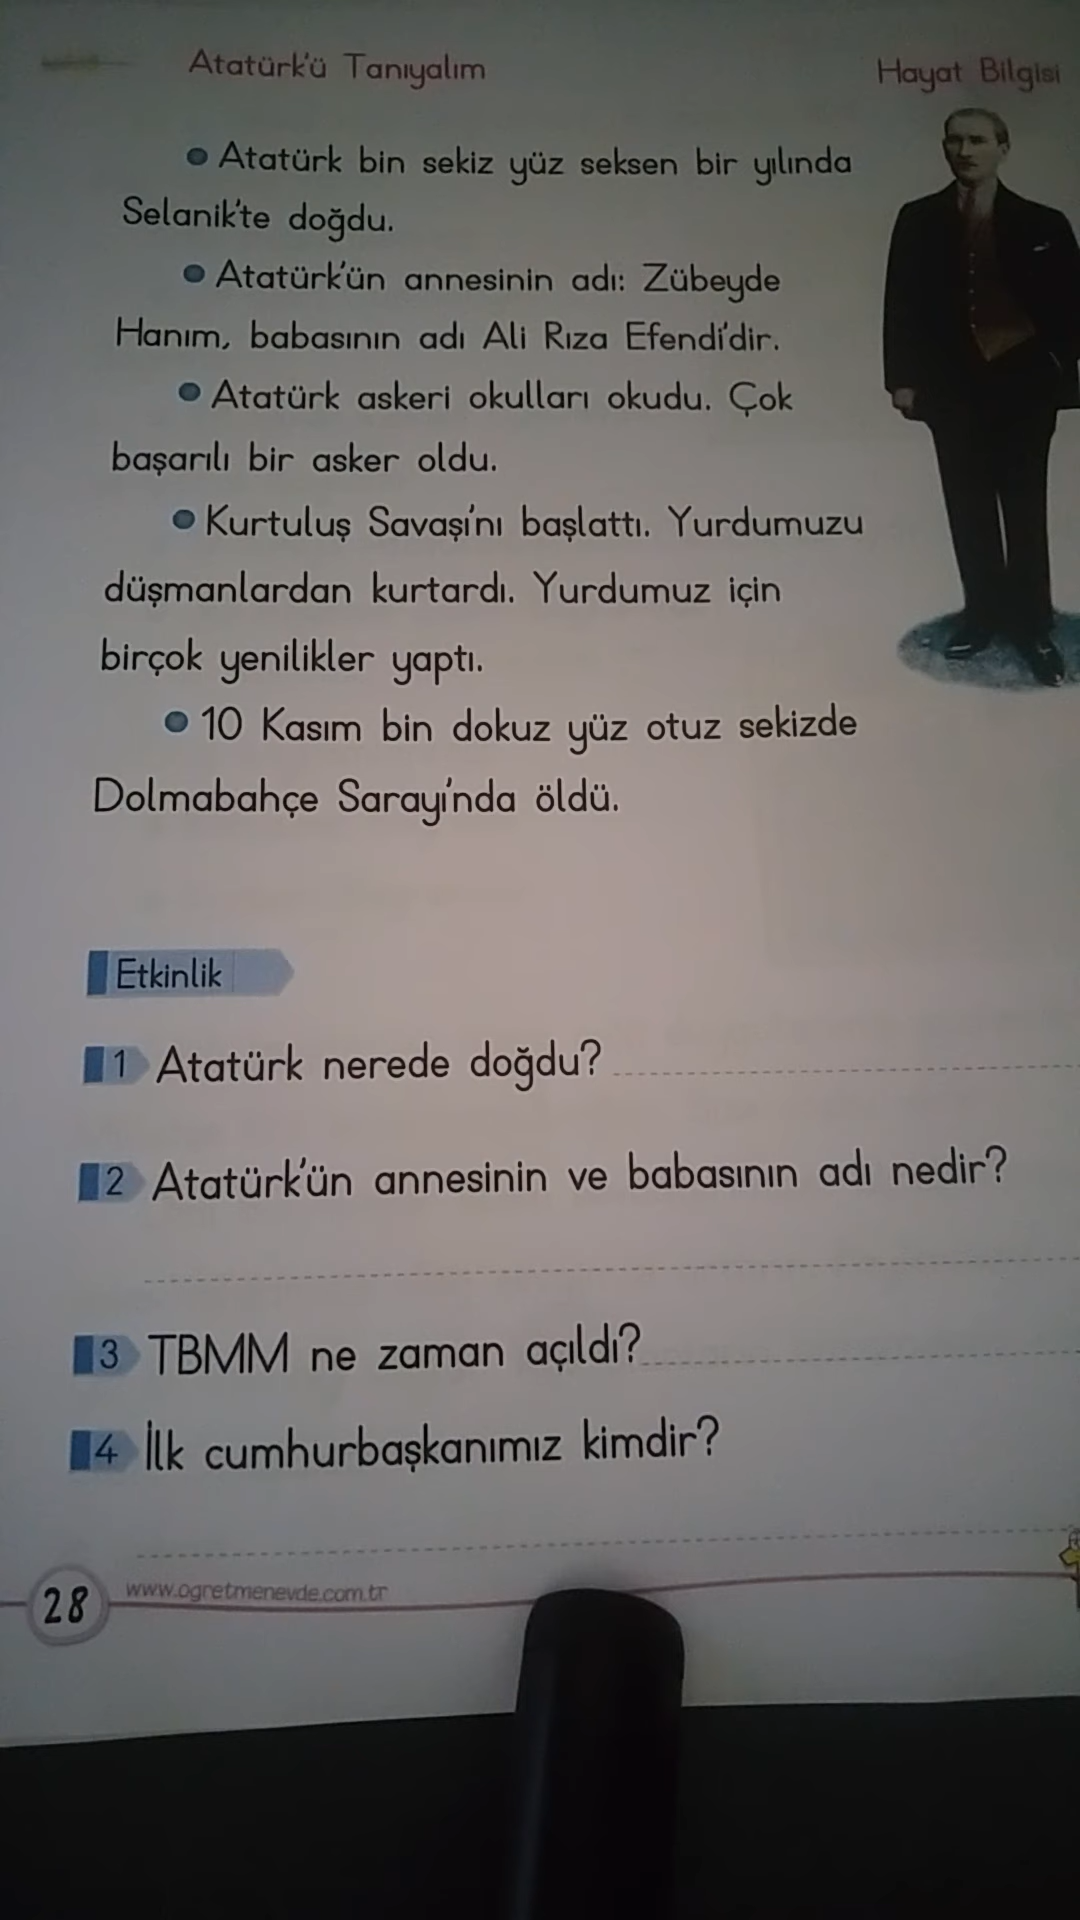 Atatürk'ü Tanıyalım
Hayat Bilgisi
• Atatürk bin sekiz yüz seksen bir yılında
Selanik'te doğdu.
• Atatürk'ün annesinin adı: Zübeyde
Hanım, babasının adı Ali Rıza Efendi'dir.
• Atatürk askeri okulları okudu. Çok
başarılı bir asker oldu.
• Kurtuluş Savaşı'nı başlattı. Yurdumuzu
düşmanlardan kurtardı. Yurdumuz için
birçok yenilikler yaptı.
• 10 Kasım bin dokuz yüz otuz sekizde
Dolmabahçe Sarayı'nda öldü.
Etkinlik
1 Atatürk nerede doğdu?
2 Atatürk'ün annesinin ve babasının adı nedir?
3 TBMM ne zaman açıldı?
4 İlk cumhurbaşkanımız kimdir?
28
www.ogretmenevde.com.tr